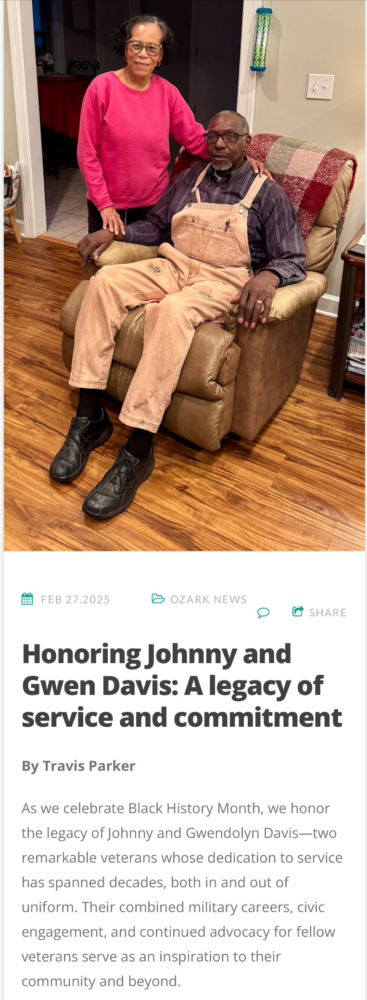 FEB 27,2025
OZARK NEWS
SHARE
Honoring Johnny and
Gwen Davis: A legacy of
service and commitment
By Travis Parker
As we celebrate Black History Month, we honor
the legacy of Johnny and Gwendolyn Davis—two
remarkable veterans whose dedication to service
has spanned decades, both in and out of
uniform. Their combined military careers, civic
engagement, and continued advocacy for fellow
veterans serve as an inspiration to their
community and beyond.